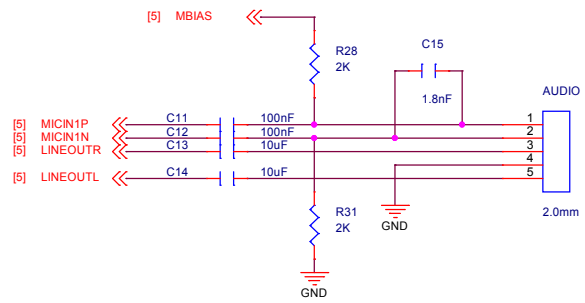 [5] MBIAS
R28
2K
C15
1.8nF
AUDIO
[5] MICIN1P C11 100nF 1
[5] MICIN1N C12 100nF 2
[5] LINEOUTR C13 10uF 3
4
[5] LINEOUTL C14 10uF 5
R31
2K
GND
2.0mm
GND